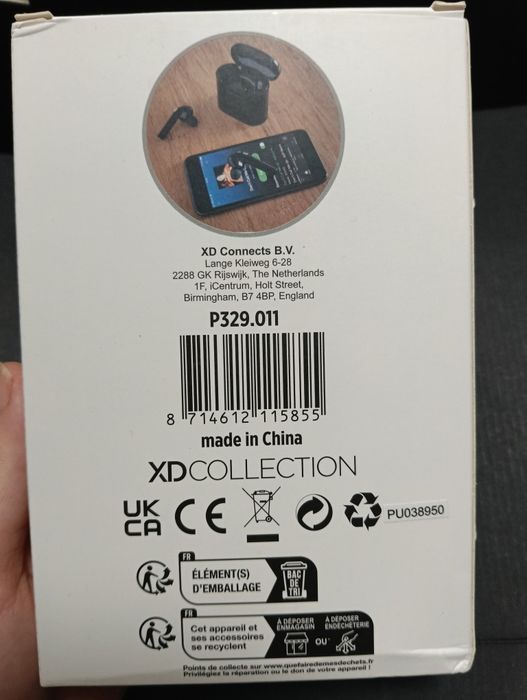 XD Connects B.V.
Lange Kleiweg 6-28
2288 GK Rijswijk, The Netherlands
1F, iCentrum, Holt Street,
Birmingham, B7 4BP, England
P329.011
8 714612 115855
made in China
XDCOLLECTION
UK
CA
CE
PU038950
FR
ÉLÉMENT(S)
D'EMBALLAGE
BAC
DE
TRI
FR
Cet appareil et
ses accessoires
se recyclent
À DÉPOSER
EN MAGASIN
OU
À DÉPOSER
EN DÉCHÈTERIE
Points de collecte sur www.quefairedemesdechets.fr
Privilégiez la réparation ou le don de votre appareil !